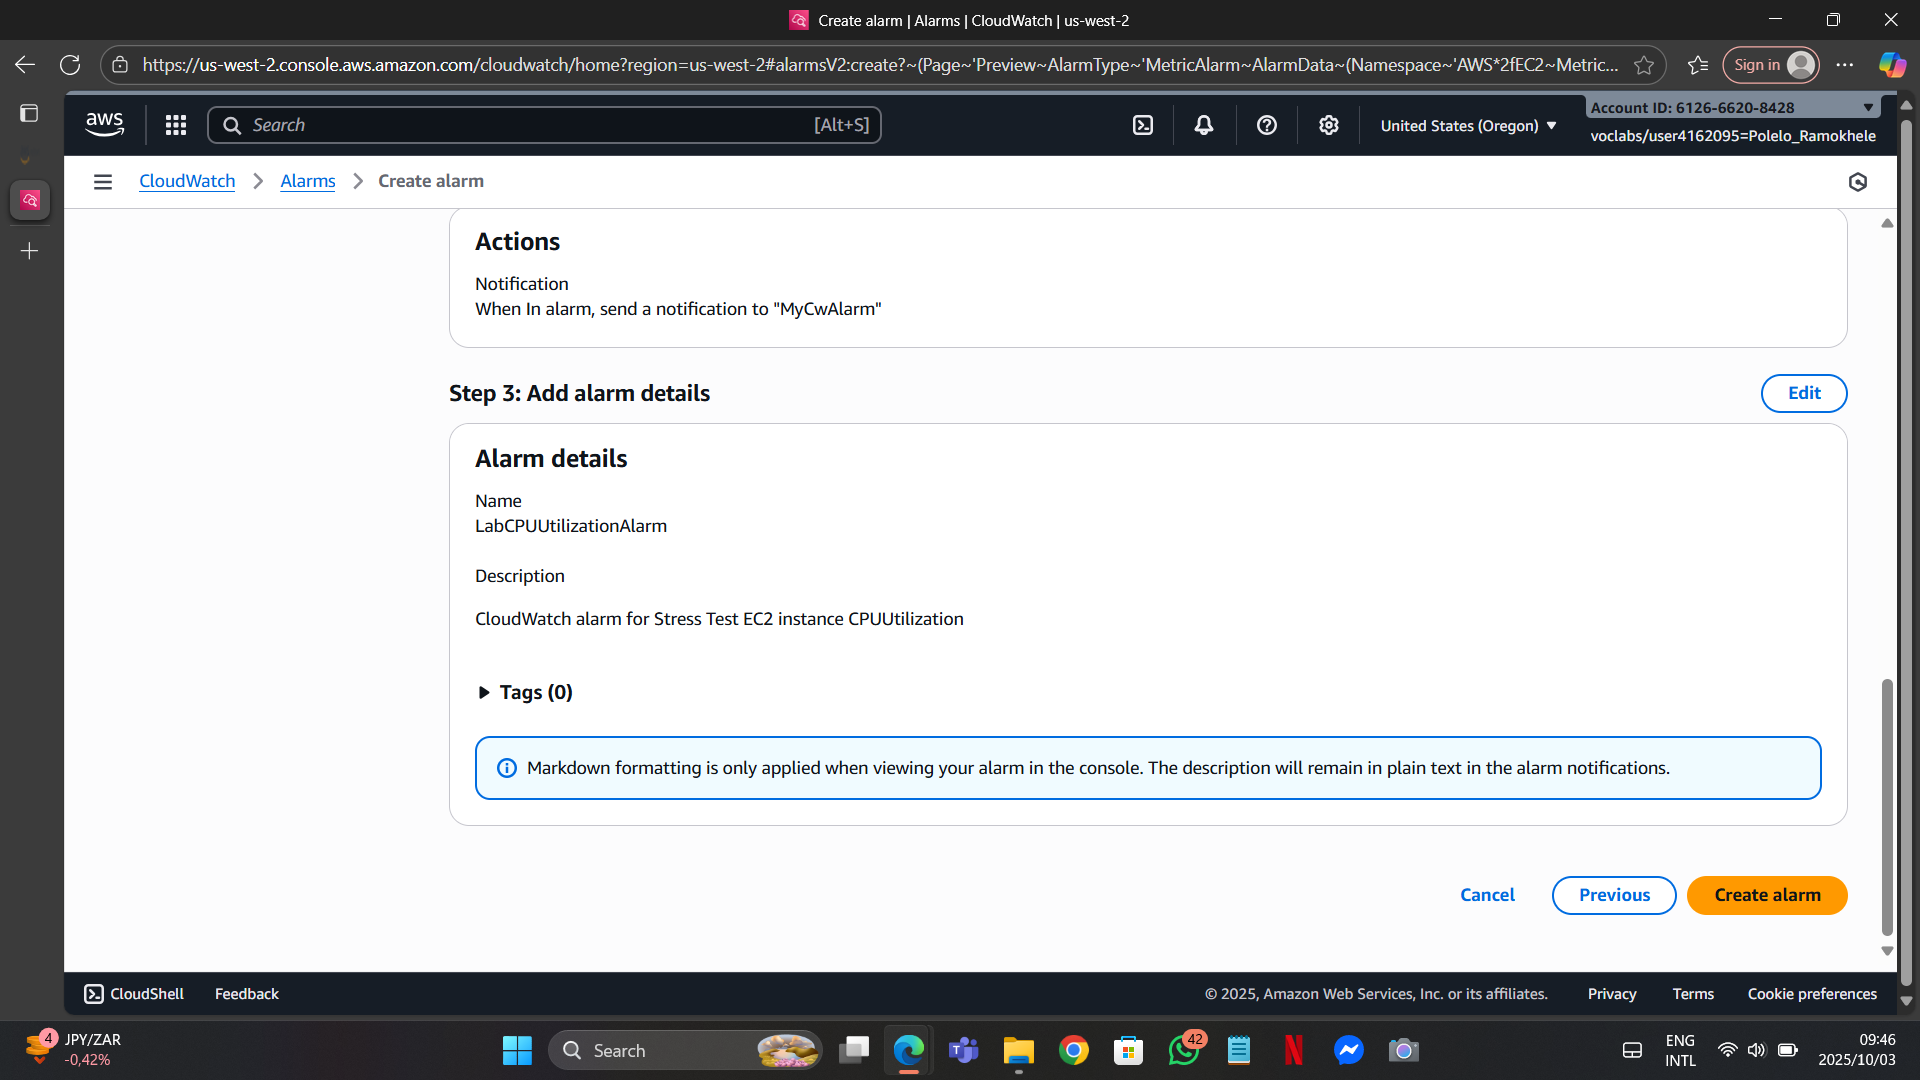 Create alarm | Alarms | CloudWatch | us-west-2
https://us-west-2.console.aws.amazon.com/cloudwatch/home?region=us-west-2#alarmsV2:create?~(Page~'Preview~AlarmType~'MetricAlarm~AlarmData~(Namespace~'AWS*2fEC2~Metric...
Sign in
aws
Search
[Alt+S]
United States (Oregon)
Account ID: 6126-6620-8428
voclabs/user4162095=Polelo_Ramokhele
CloudWatch
Alarms
Create alarm
Actions
Notification
When In alarm, send a notification to "MyCwAlarm"
Step 3: Add alarm details
Edit
Alarm details
Name
LabCPUUtilizationAlarm
Description
CloudWatch alarm for Stress Test EC2 instance CPUUtilization
Tags (0)
Markdown formatting is only applied when viewing your alarm in the console. The description will remain in plain text in the alarm notifications.
Cancel
Previous
Create alarm
CloudShell
Feedback
© 2025, Amazon Web Services, Inc. or its affiliates.
Privacy
Terms
Cookie preferences
4
JPY/ZAR
-0,42%
Search
42
ENG
INTL
09:46
2025/10/03